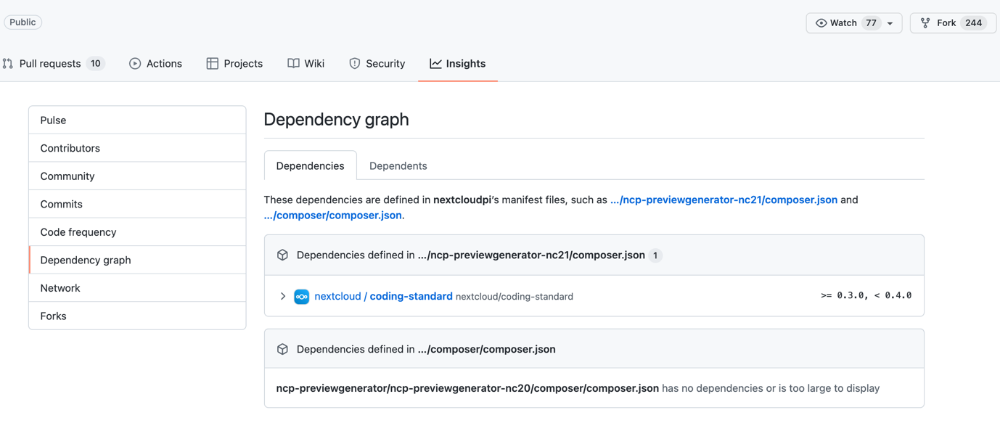 Public
Watch 77
Fork 244
Pull requests 10
Actions
Projects
Wiki
Security
Insights
Pulse
Contributors
Community
Commits
Code frequency
Dependency graph
Network
Forks
Dependency graph
Dependencies
Dependents
These dependencies are defined in nextcloudpi's manifest files, such as .../ncp-previewgenerator-nc21/composer.json and
.../composer/composer.json.
Dependencies defined in .../ncp-previewgenerator-nc21/composer.json 1
nextcloud / coding-standard nextcloud/coding-standard >= 0.3.0, < 0.4.0
Dependencies defined in .../composer/composer.json
ncp-previewgenerator/ncp-previewgenerator-nc20/composer/composer.json has no dependencies or is too large to display